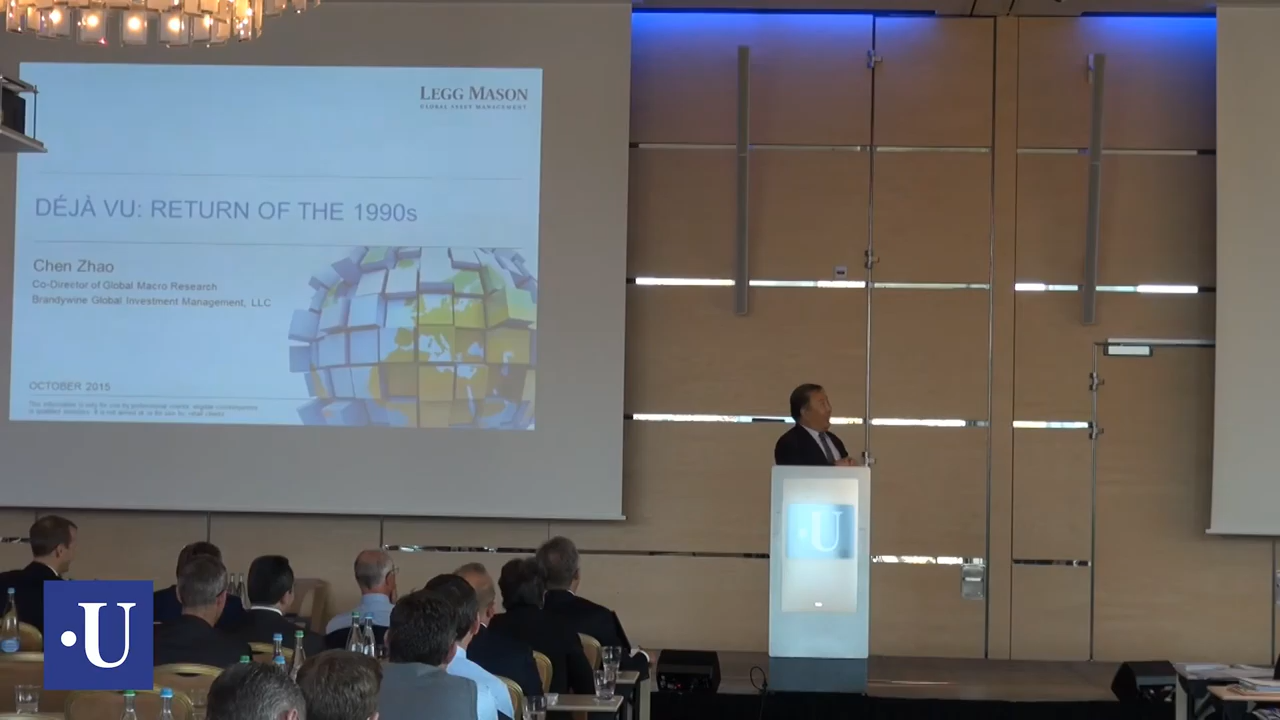 LEGG MASON
GLOBAL ASSET MANAGEMENT
DÉJÀ VU: RETURN OF THE 1990s
Chen Zhao
Co-Director of Global Macro Research
Brandywine Global Investment Management, LLC
OCTOBER 2015
·U
·U